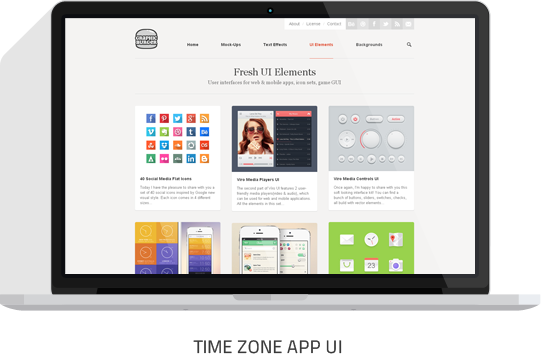 About License Contact
GRAPHIC
BURGER
Home Mock-Ups Text Effects UI Elements Backgrounds
Fresh UI Elements
User interfaces for web & mobile apps, icon sets, game GUI
40 Social Media Flat Icons
Today I have the pleasure to share with you a
set of 40 social icons inspired by Google new
visual style. Each icon comes in 4 different
sizes...
Vivo Media Players UI
The second part of Vivo UI features 2 user
friendly media players(video & audio), which
can be used for web and mobile applications.
All the elements in this set...
Vivo Media Controls UI
Once again, I'm happy to share with you this
soft looking interface kit! You can find a
bunch of buttons, sliders, switches, checks,
all build with vector elements...
23
TIME ZONE APP UI